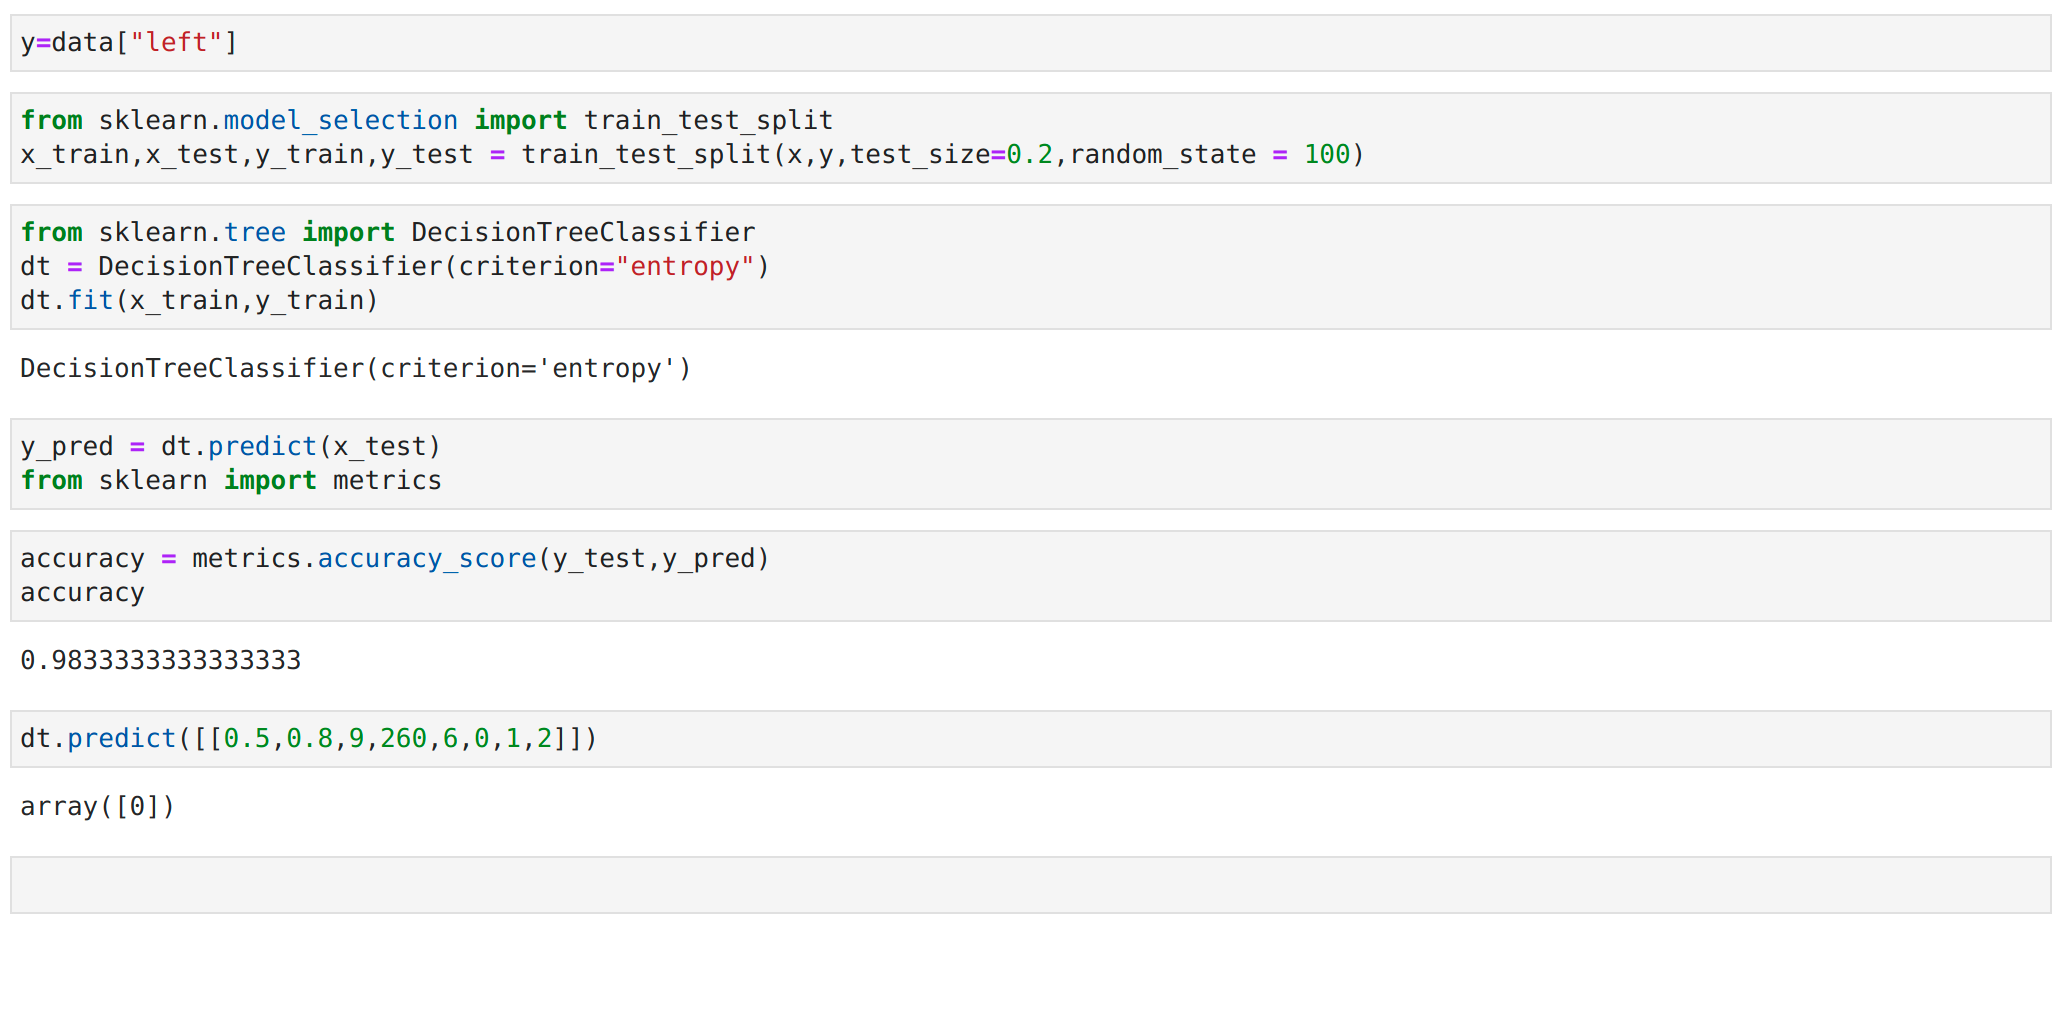 y=data["left"]
from sklearn.model_selection import train_test_split
x_train,x_test,y_train,y_test = train_test_split(x,y,test_size=0.2,random_state = 100)
from sklearn.tree import DecisionTreeClassifier
dt = DecisionTreeClassifier(criterion="entropy")
dt.fit(x_train,y_train)
DecisionTreeClassifier(criterion='entropy')
y_pred = dt.predict(x_test)
from sklearn import metrics
accuracy = metrics.accuracy_score(y_test,y_pred)
accuracy
0.9833333333333333
dt.predict([[0.5,0.8,9,260,6,0,1,2]])
array([0])